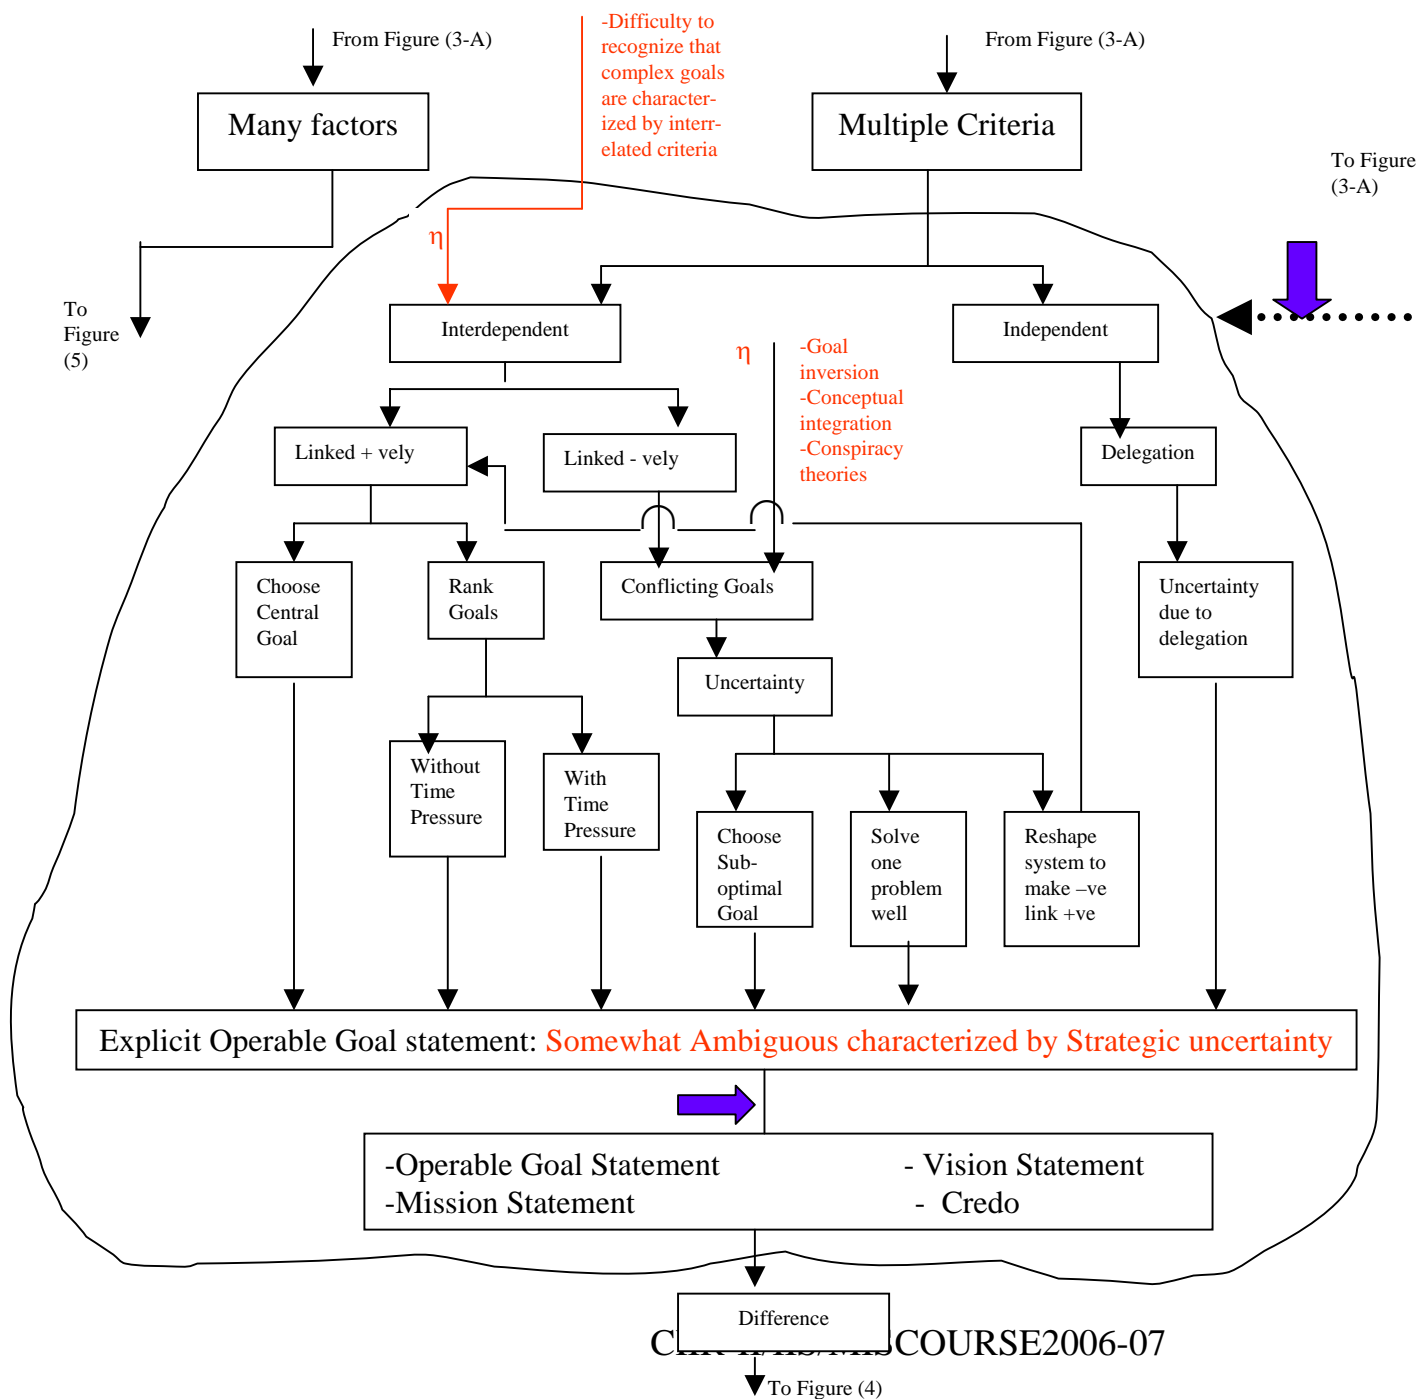 From Figure (3-A)
-Difficulty to
recognize that
complex goals
are character-
ized by interr-
elated criteria
From Figure (3-A)
Many factors
Multiple Criteria
To Figure
(3-A)
η
To
Figure
(5)
Interdependent
Independent
η
-Goal
inversion
-Conceptual
integration
-Conspiracy
theories
Linked + vely
Linked - vely
Delegation
Choose
Central
Goal
Rank
Goals
Conflicting Goals
Uncertainty
due to
delegation
Uncertainty
Without
Time
Pressure
With
Time
Pressure
Choose
Sub-
optimal
Goal
Solve
one
problem
well
Reshape
system to
make –ve
link +ve
Explicit Operable Goal statement: Somewhat Ambiguous characterized by Strategic uncertainty
-Operable Goal Statement - Vision Statement
-Mission Statement - Credo
Difference
COURSE2006-07
To Figure (4)